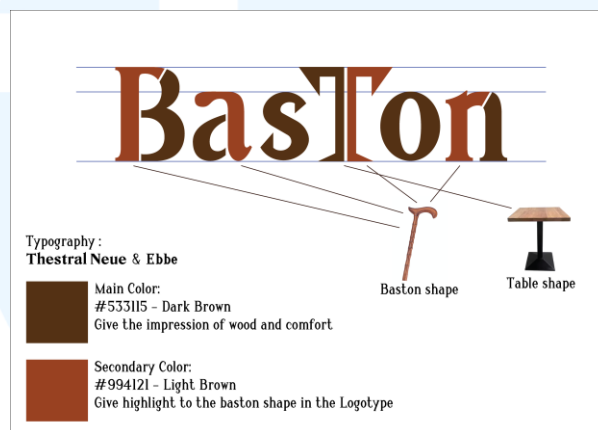 BasTon
Typography :
Thestral Neue & Ebbe
Main Color:
#533115 - Dark Brown
Give the impression of wood and comfort
Secondary Color:
#994121 - Light Brown
Give highlight to the baston shape in the Logotype
Baston shape
Table shape